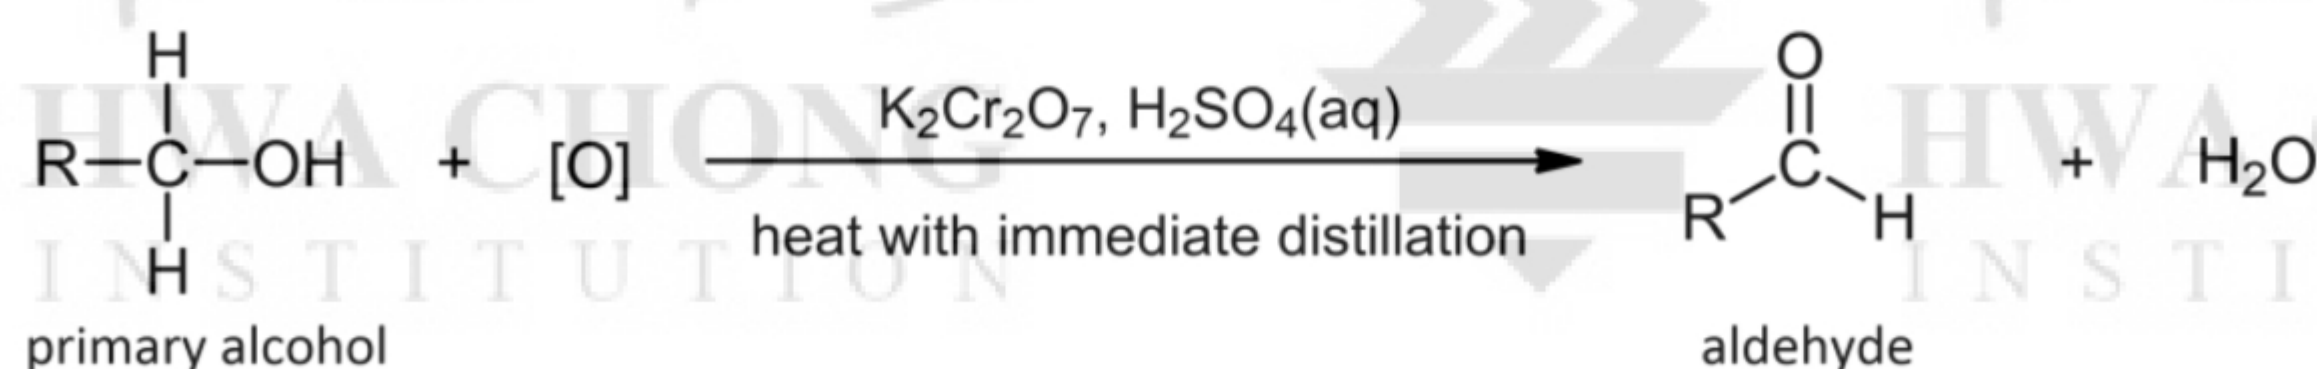 H
O
K₂Cr₂O₇, H₂SO₄(aq)
R—C—OH + [O] C + H₂O
heat with immediate distillation
R H
H
primary alcohol aldehyde
HWA CHONG HWA
INSTITUTION INSTI